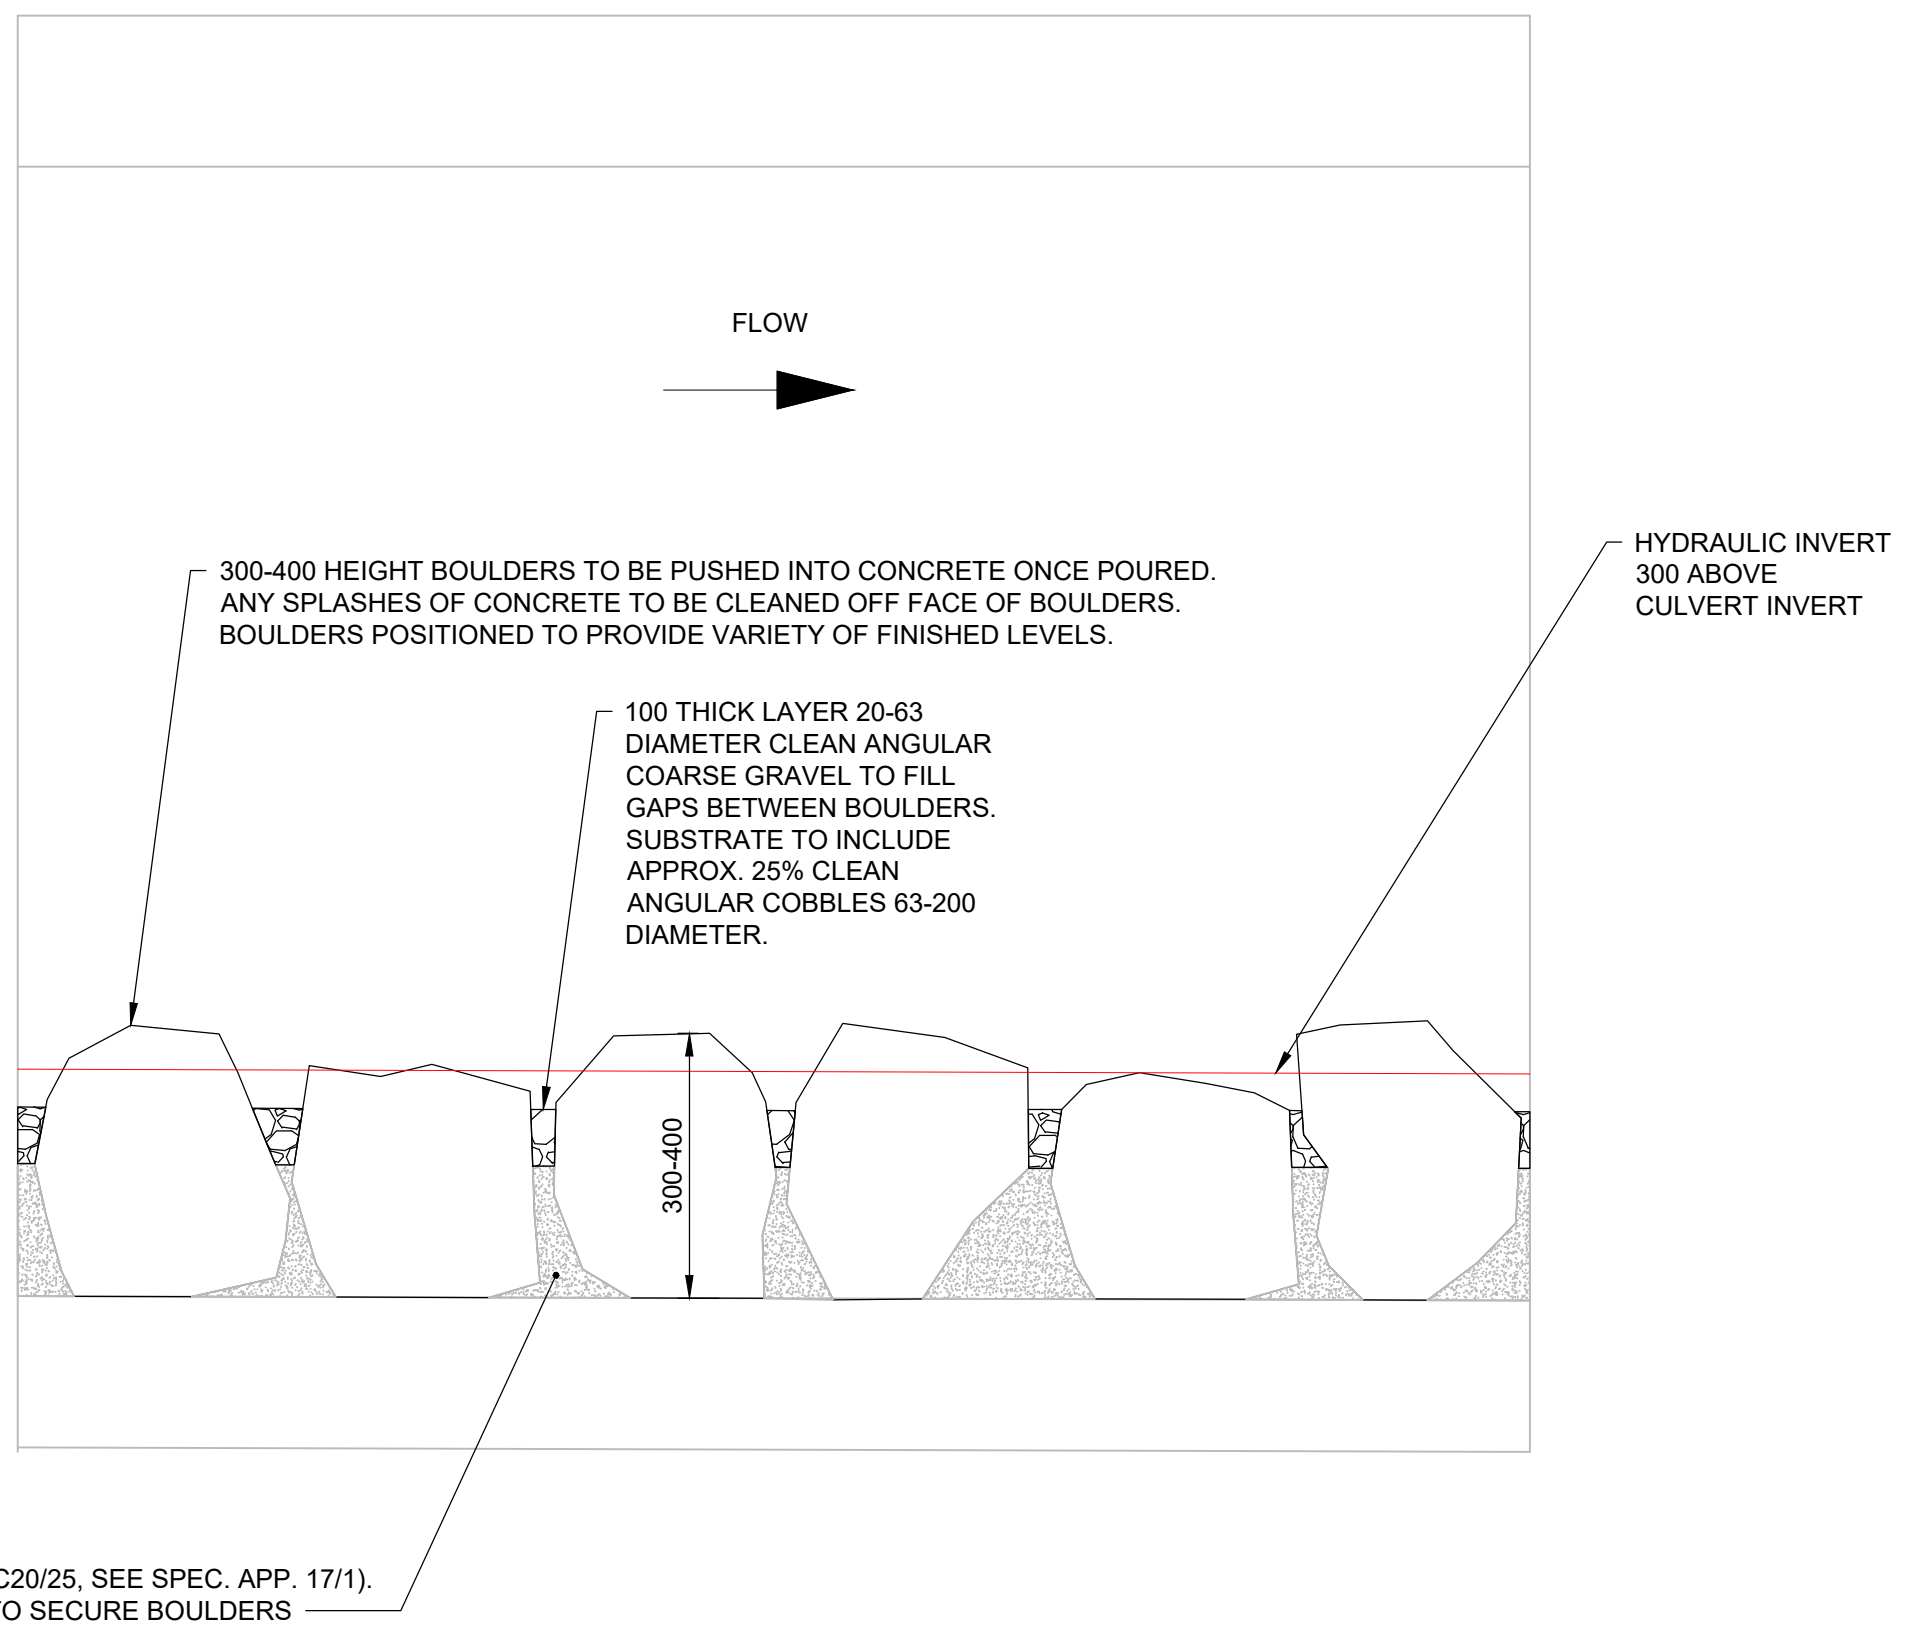 FLOW
300-400 HEIGHT BOULDERS TO BE PUSHED INTO CONCRETE ONCE POURED.
ANY SPLASHES OF CONCRETE TO BE CLEANED OFF FACE OF BOULDERS.
BOULDERS POSITIONED TO PROVIDE VARIETY OF FINISHED LEVELS.
HYDRAULIC INVERT
300 ABOVE
CULVERT INVERT
100 THICK LAYER 20-63
DIAMETER CLEAN ANGULAR
COARSE GRAVEL TO FILL
GAPS BETWEEN BOULDERS.
SUBSTRATE TO INCLUDE
APPROX. 25% CLEAN
ANGULAR COBBLES 63-200
DIAMETER.
300-400
C20/25, SEE SPEC. APP. 17/1).
TO SECURE BOULDERS